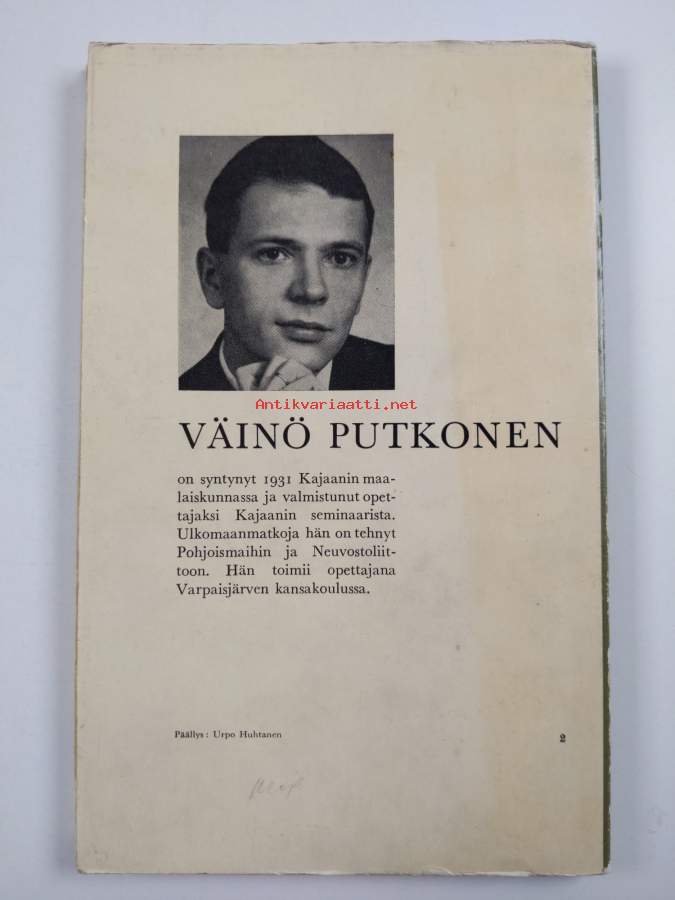 Antikvariaatti.net
VÄINÖ PUTKONEN
on syntynyt 1931 Kajaanin maa-
laiskunnassa ja valmistunut opet-
tajaksi Kajaanin seminaarista.
Ulkomaanmatkoja hän on tehnyt
Pohjoismaihin ja Neuvostoliit-
toon. Hän toimii opettajana
Varpaisjärven kansakoulussa.
Päällys: Urpo Huhtanen
2